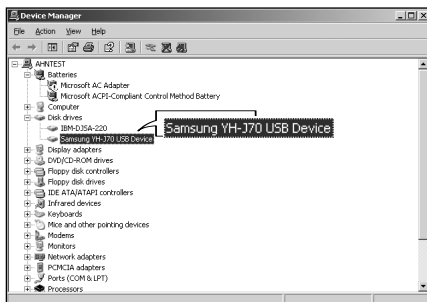 Device Manager
File Action View Help
AHNTEST
Batteries
Microsoft AC Adapter
Microsoft ACPI-Compliant Control Method Battery
Computer
Disk drives
IBM-DJSA-220
Samsung YH-J70 USB Device
Samsung YH-J70 USB Device
Display adapters
DVD/CD-ROM drives
Floppy disk controllers
Floppy disk drives
IDE ATA/ATAPI controllers
Infrared devices
Keyboards
Mice and other pointing devices
Modems
Monitors
Network adapters
PCMCIA adapters
Ports (COM & LPT)
Processors